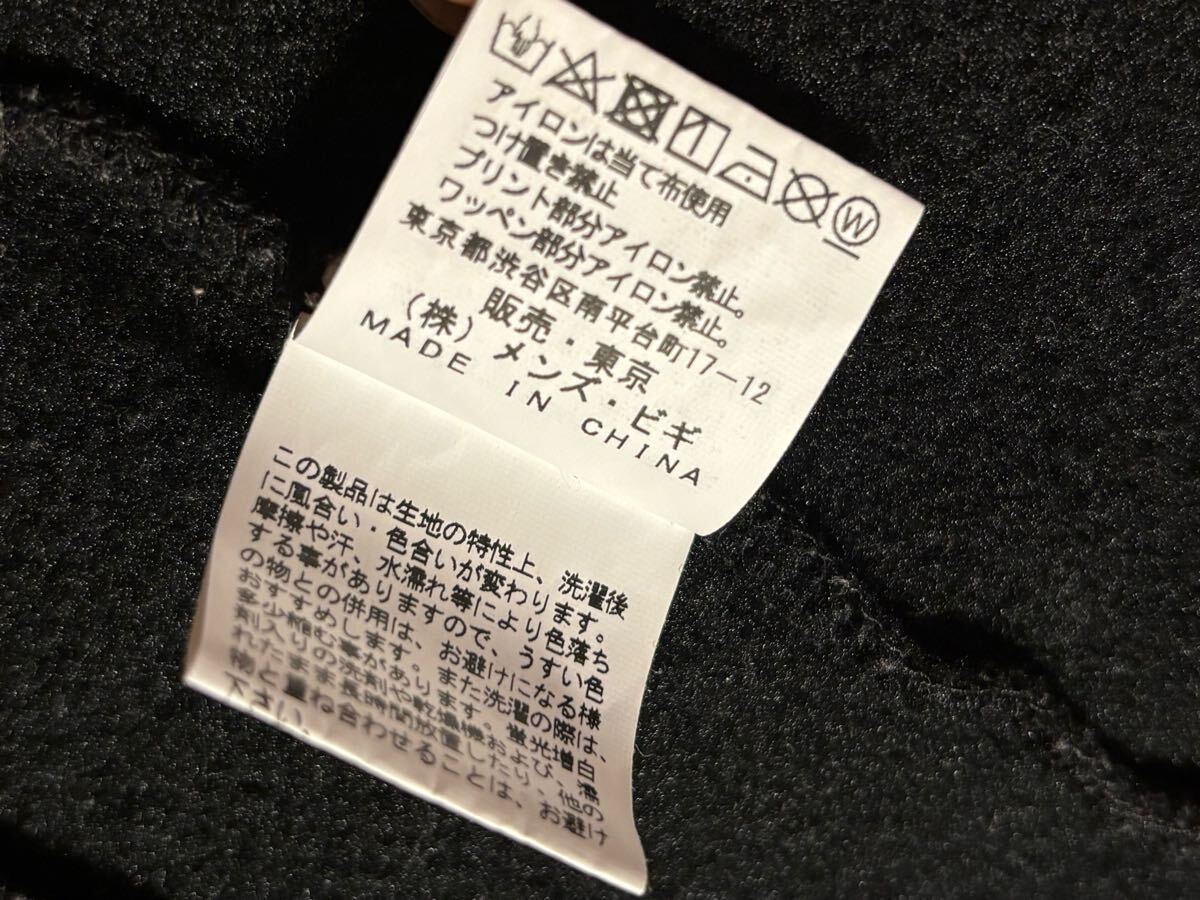 W
アイロンは当て布使用
つけ置き禁止
プリント部分アイロン禁止。
ワッペン部分アイロン禁止。
東京都渋谷区南平台町17-12
販売・東京
(株)メンズ・ビギ
MADE IN CHINA
この製品は生地の特性上、洗濯後
に風合い・色合いが変わります。
摩擦や汗、水濡れ等により色落ち
する事がありますので、うすい色
の物との併用は、お避けになる様
おすすめします。また洗濯の際は、
多少縮む事があります。蛍光増白
剤入りの洗剤や乾燥機および、濡
れたまま長時間放置したり、他の
物と重ね合わせることは、お避け
下さい。